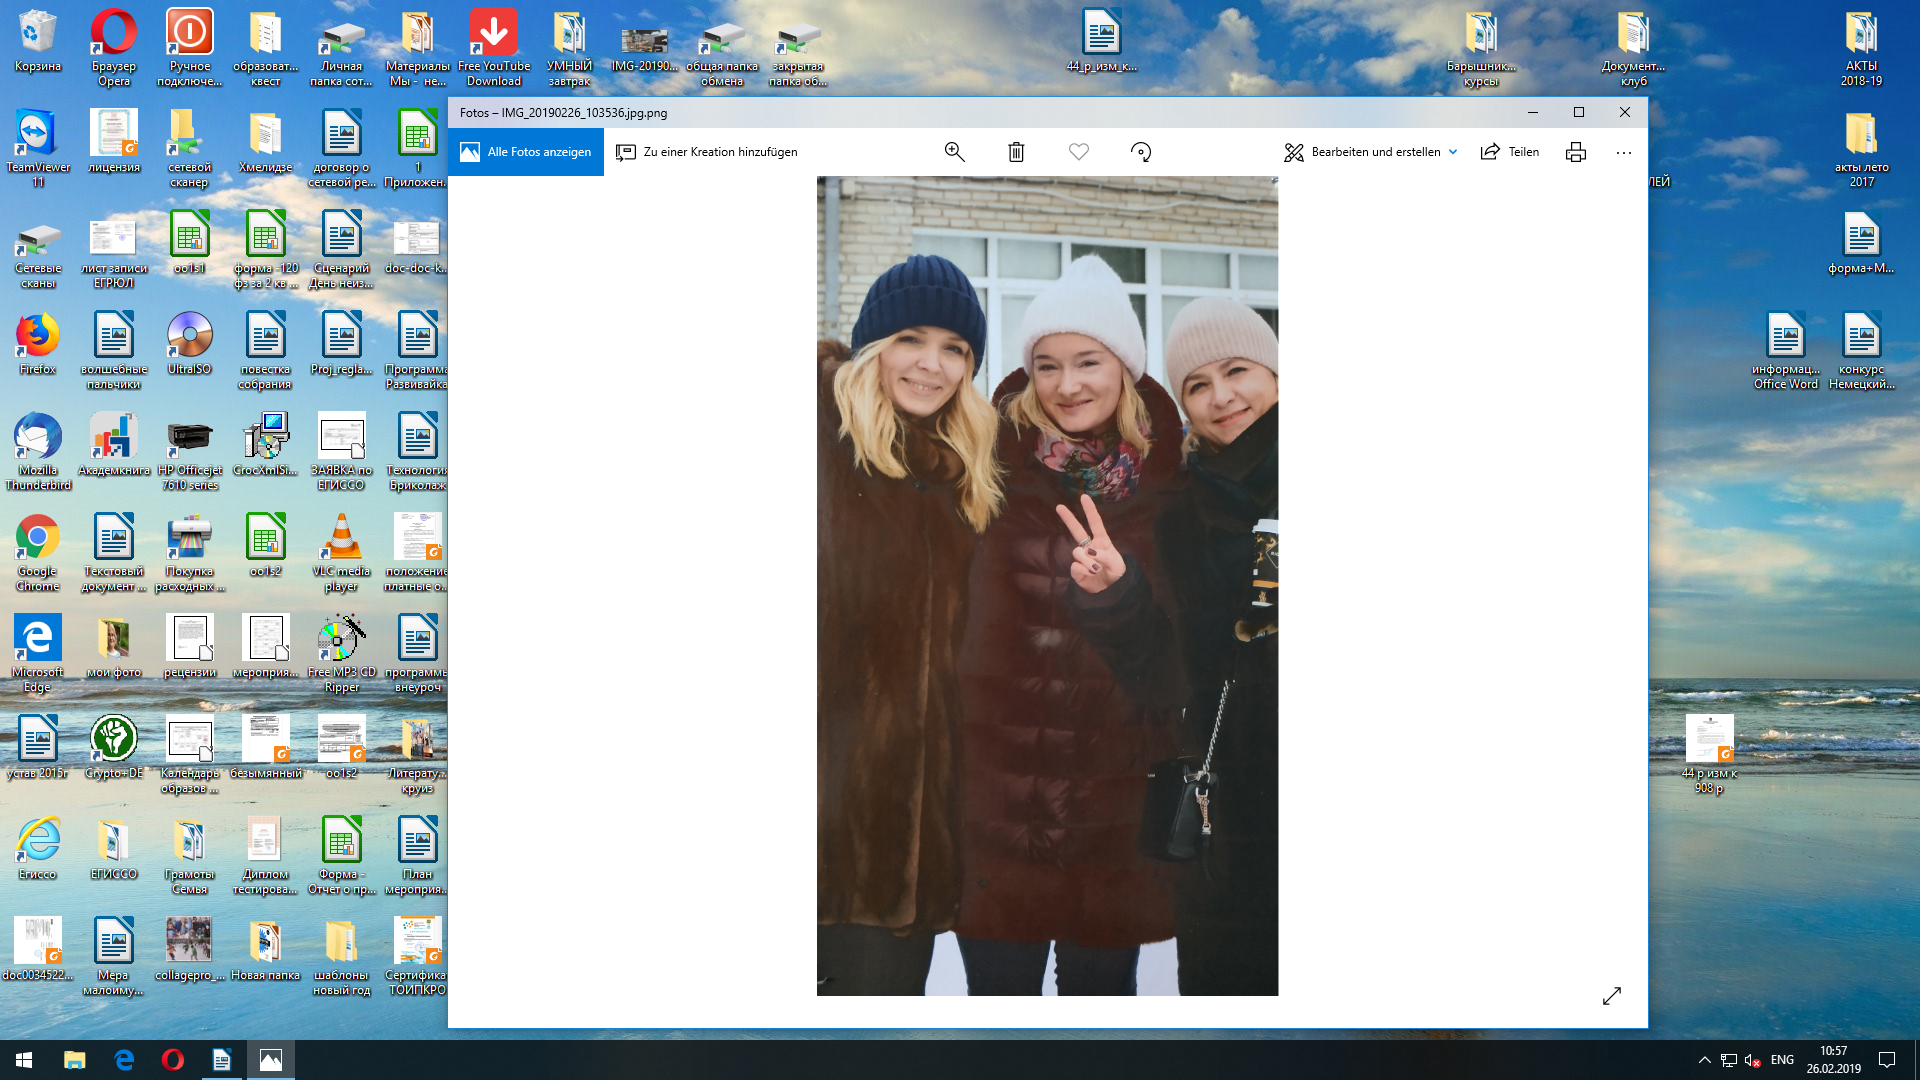 Корзина
Браузер
Opera
Ручное
подключе...
образоват...
квест
Личная
папка сот...
Материалы
Мы - не...
Free YouTube
Download
УМНЫЙ
завтрак
IMG-20190...
общая папка
обмена
закрытая
папка об...
44_р_изм_к...
Барышник...
курсы
Документ...
клуб
АКТЫ
2018-19
Fotos – IMG_20190226_103536.jpg.png
Alle Fotos anzeigen
Zu einer Kreation hinzufügen
Bearbeiten und erstellen
Teilen
TeamViewer
11
лицензия
сетевой
сканер
Хмелидзе
договор о
сетевой ре...
1
Приложен...
ЛЕЙ
акты лето
2017
Сетевые
сканы
лист записи
ЕГРЮЛ
oo1s1
форма -120
фз за 2 кв ...
Сценарий
День неиз...
doc-doc-k...
форма+М...
Firefox
волшебные
пальчики
UltraISO
повестка
собрания
Proj_regla...
Программа
Развивайка
информац...
Office Word
конкурс
Немецкий...
Mozilla
Thunderbird
Академкнига
HP Officejet
7610 series
CrocXmlSi...
ЗАЯВКА по
ЕГИССО
Технология
Бриколаж
Google
Chrome
Текстовый
документ ...
Покупка
расходных ...
oo1s2
VLC media
player
положение
платные о...
Microsoft
Edge
мои фото
рецензии
мероприя...
Free MP3 CD
Ripper
программы
внеуроч
устав 2015г
Crypto+DE
Календарь
образов ...
безымянный
oo1s2
Литерату...
круиз
44 р изм к
908 р
Егиссо
ЕГИССО
Грамоты
Семья
Диплом
тестирова...
Форма -
Отчет о пр...
План
мероприя...
doc0034522...
Мера
малоиму...
collagepro_...
Новая папка
шаблоны
новый год
Сертифика
ТОИПКРО
ENG
10:57
26.02.2019